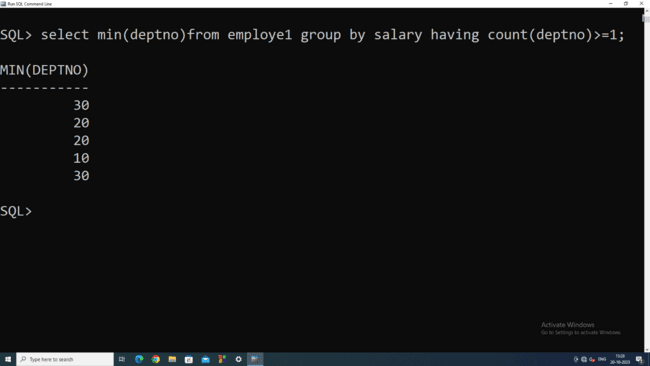 Run SQL Command Line
SQL> select min(deptno)from employe1 group by salary having count(deptno)>=1;
MIN(DEPTNO)
-----------
30
20
20
10
30
SQL>
Activate Windows
Go to Settings to activate Windows.
Type here to search
ENG